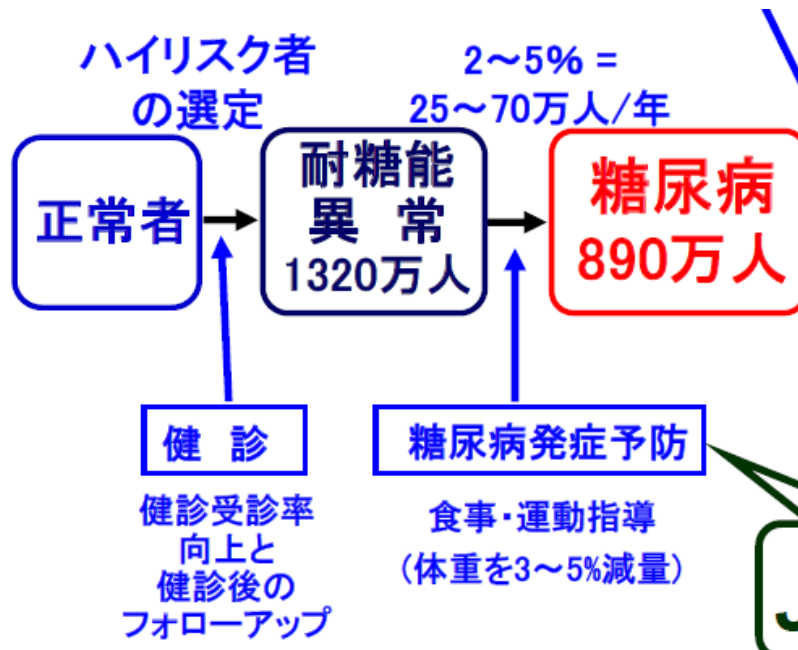 ハイリスク者
の選定
2～5% =
25～70万人/年
正常者
耐糖能
異 常
1320万人
糖尿病
890万人
健 診
健診受診率
向上と
健診後の
フォローアップ
糖尿病発症予防
食事・運動指導
(体重を3～5%減量)